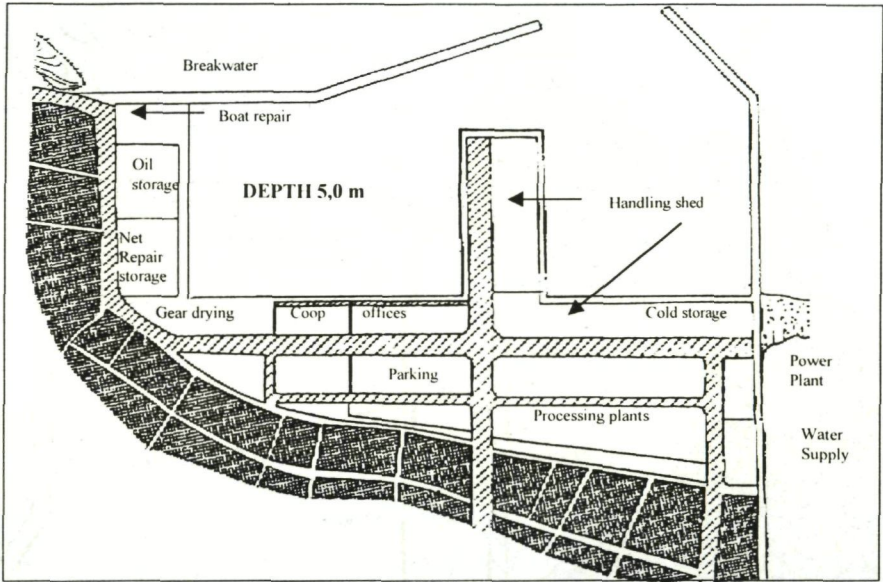 Breakwater
Boat repair
Oil
storage
DEPTH 5,0 m
Handling shed
Net
Repair
storage
Gear drying
Coop
offices
Cold storage
Parking
Power
Plant
Processing plants
Water
Supply